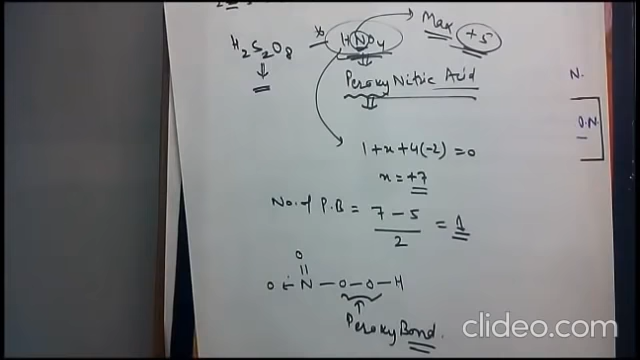 Max
H2S2O8 * HNO4 +5
Peroxy Nitric Acid
N.
O.N.
1+x+4(-2)=0
x=+7
No. of P.B = 7-5 / 2 = 1
O
||
O ← N - O - O - H
Peroxy Bond.
clideo.com